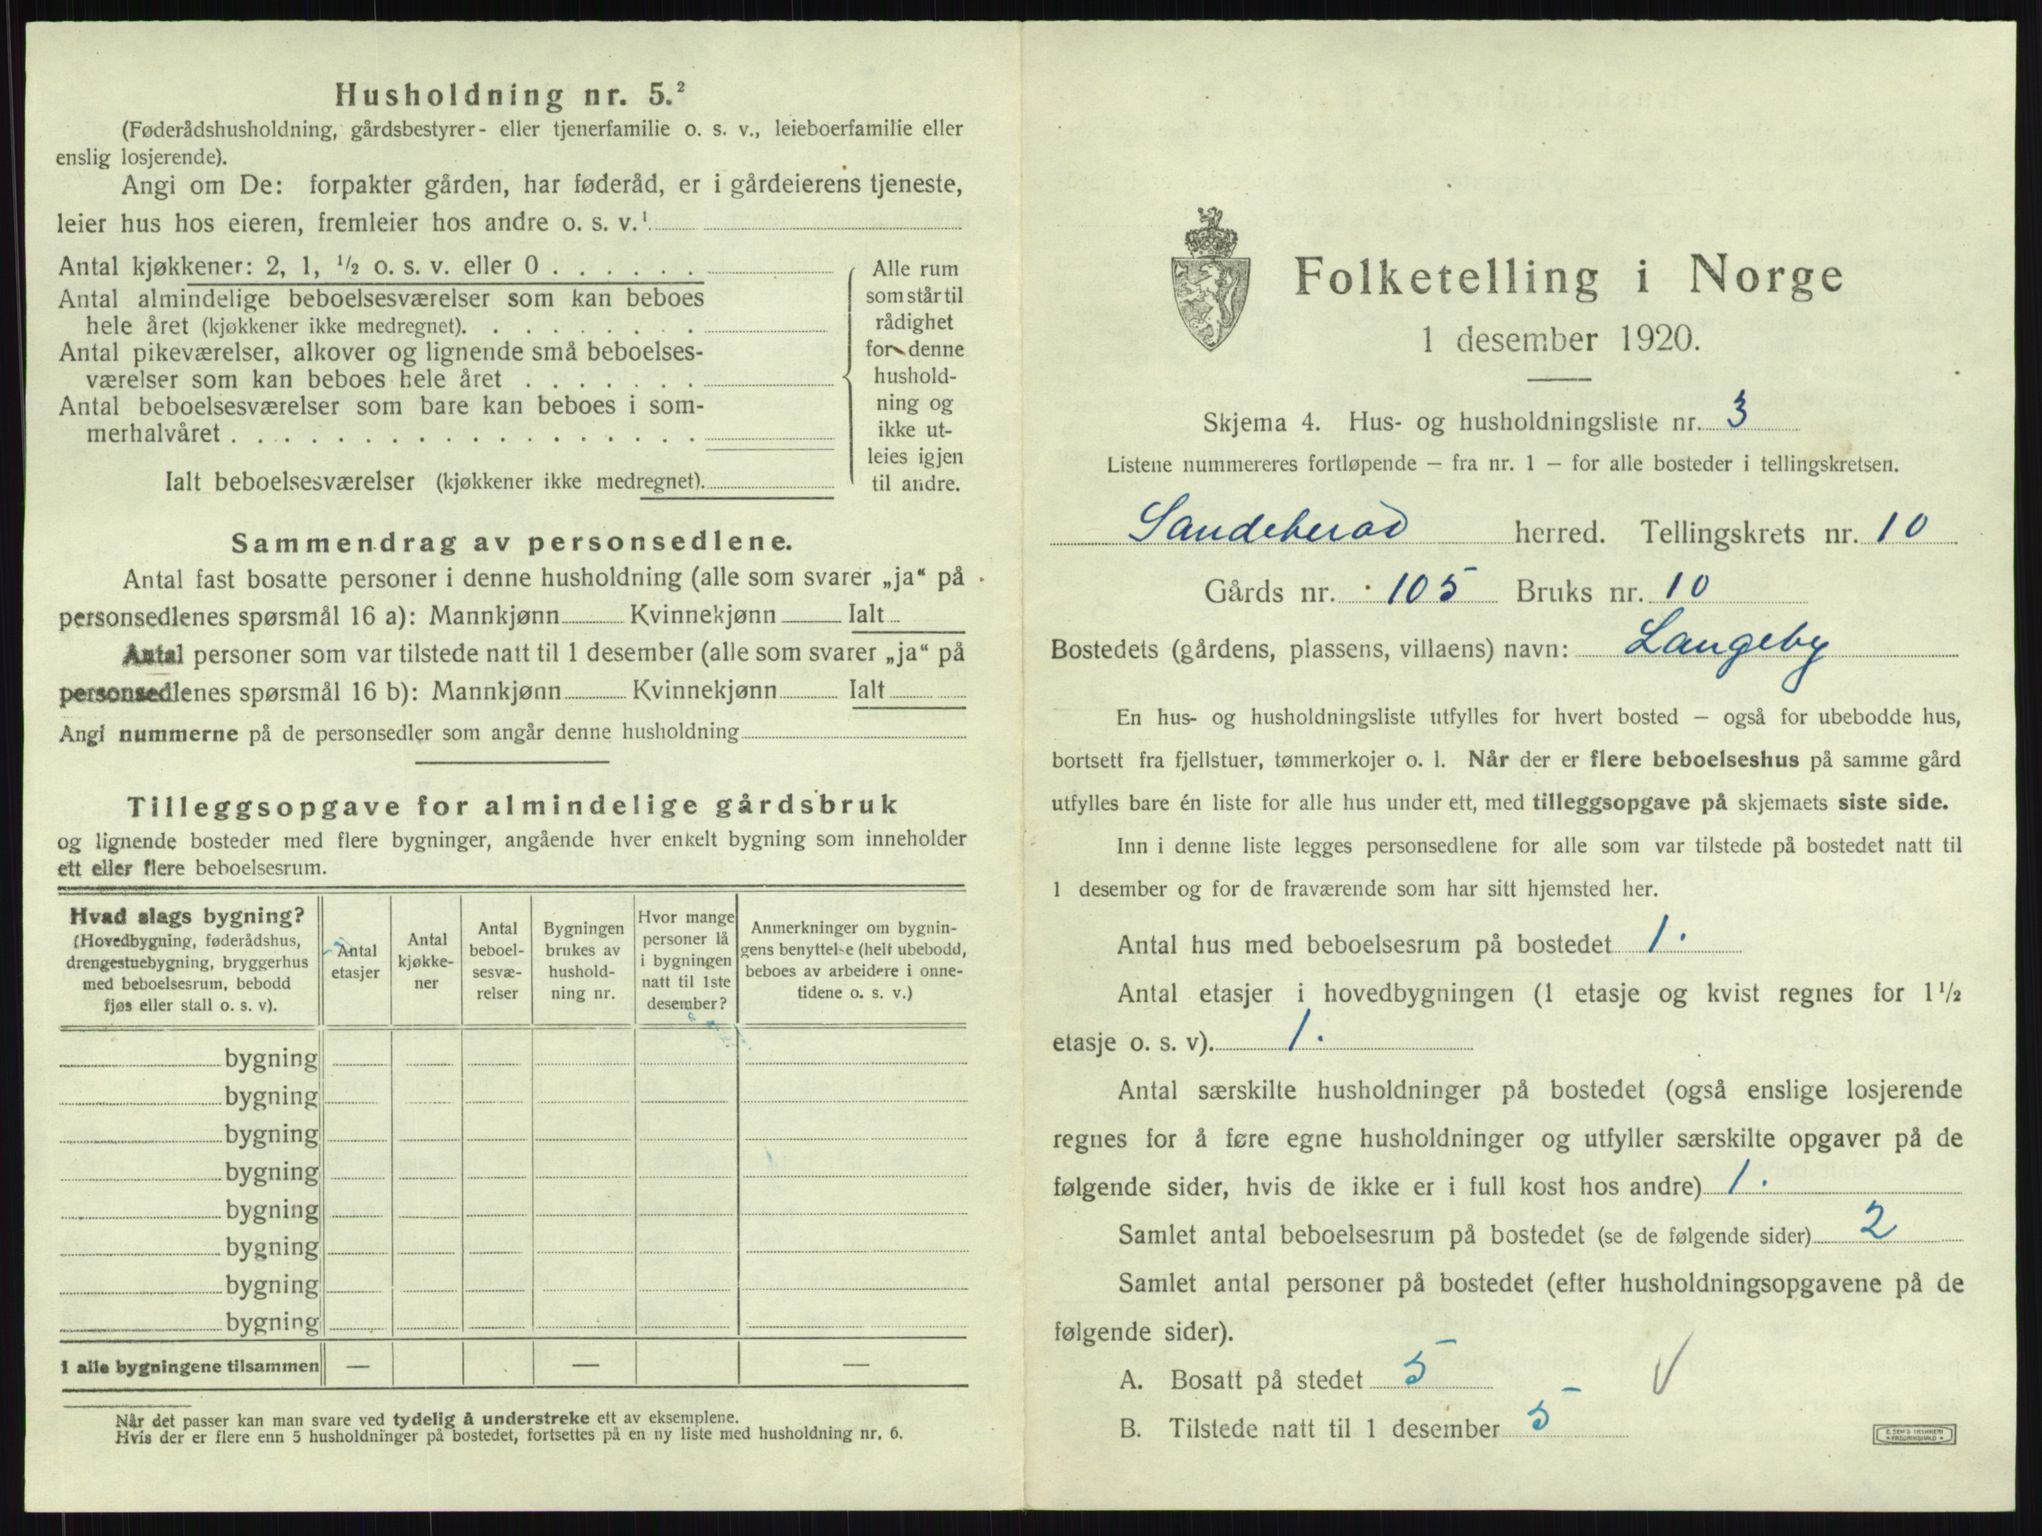 Husholdning nr. 5.²
(Føderådshusholdning, gårdsbestyrer- eller tjenerfamilie o. s. v., leieboerfamilie eller
enslig losjerende).
Angi om De: forpakter gården, har føderåd, er i gårdeierens tjeneste,
leier hus hos eieren, fremleier hos andre o. s. v.¹
Antal kjøkkener: 2, 1, ½ o. s. v. eller 0
Antal almindelige beboelsesværelser som kan beboes
hele året (kjøkkener ikke medregnet).
Antal pikeværelser, alkover og lignende små beboelses-
værelser som kan beboes hele året
Antal beboelsesværelser som bare kan beboes i som-
merhalvåret
Ialt beboelsesværelser (kjøkkener ikke medregnet).
Alle rum
som står til
rådighet
for denne
hushold-
ning og
ikke ut-
leies igjen
til andre.
Sammendrag av personsedlene.
Antal fast bosatte personer i denne husholdning (alle som svarer „ja“ på
personsedlenes spørsmål 16 a): Mannkjønn Kvinnekjønn Ialt
Antal personer som var tilstede natt til 1 desember (alle som svarer „ja“ på
personsedlenes spørsmål 16 b): Mannkjønn Kvinnekjønn Ialt
Angi nummerne på de personsedler som angår denne husholdning
Tilleggsopgave for almindelige gårdsbruk
og lignende bosteder med flere bygninger, angående hver enkelt bygning som inneholder
ett eller flere beboelsesrum.
Hvad slags bygning?
(Hovedbygning, føderådshus,
drengestuebygning, bryggerhus
med beboelsesrum, bebodd
fjøs eller stall o. s. v).
Antal
etasjer
Antal
kjøkke-
ner
Antal
beboel-
sesvæ-
relser
Bygningen
brukes av
hushold-
ning nr.
Hvor mange
personer lå
i bygningen
natt til 1ste
desember?
Anmerkninger om bygnin-
gens benyttelse (helt ubebodd,
beboes av arbeidere i onne-
tidene o. s. v.)
bygning
bygning
bygning
bygning
bygning
bygning
bygning
bygning
I alle bygningene tilsammen — — —
Når det passer kan man svare ved tydelig å understreke ett av eksemplene.
Hvis der er flere enn 5 husholdninger på bostedet, fortsettes på en ny liste med husholdning nr. 6.
Folketelling i Norge
1 desember 1920.
Skjema 4. Hus- og husholdningsliste nr. 3
Listene nummereres fortløpende — fra nr. 1 — for alle bosteder i tellingskretsen.
Sandeherad herred. Tellingskrets nr. 10
Gårds nr. 105 Bruks nr. 10
Bostedets (gårdens, plassens, villaens) navn: Langeby
En hus- og husholdningsliste utfylles for hvert bosted — også for ubebodde hus,
bortsett fra fjellstuer, tømmerkojer o. l. Når der er flere beboelseshus på samme gård
utfylles bare én liste for alle hus under ett, med tilleggsopgave på skjemaets siste side.
Inn i denne liste legges personsedlene for alle som var tilstede på bostedet natt til
1 desember og for de fraværende som har sitt hjemsted her.
Antal hus med beboelsesrum på bostedet 1.
Antal etasjer i hovedbygningen (1 etasje og kvist regnes for 1½
etasje o. s. v). 1.
Antal særskilte husholdninger på bostedet (også enslige losjerende
regnes for å føre egne husholdninger og utfyller særskilte opgaver på de
følgende sider, hvis de ikke er i full kost hos andre) 1.
Samlet antal beboelsesrum på bostedet (se de følgende sider) 2
Samlet antal personer på bostedet (efter husholdningsopgavene på de
følgende sider).
A. Bosatt på stedet 5
B. Tilstede natt til 1 desember 5